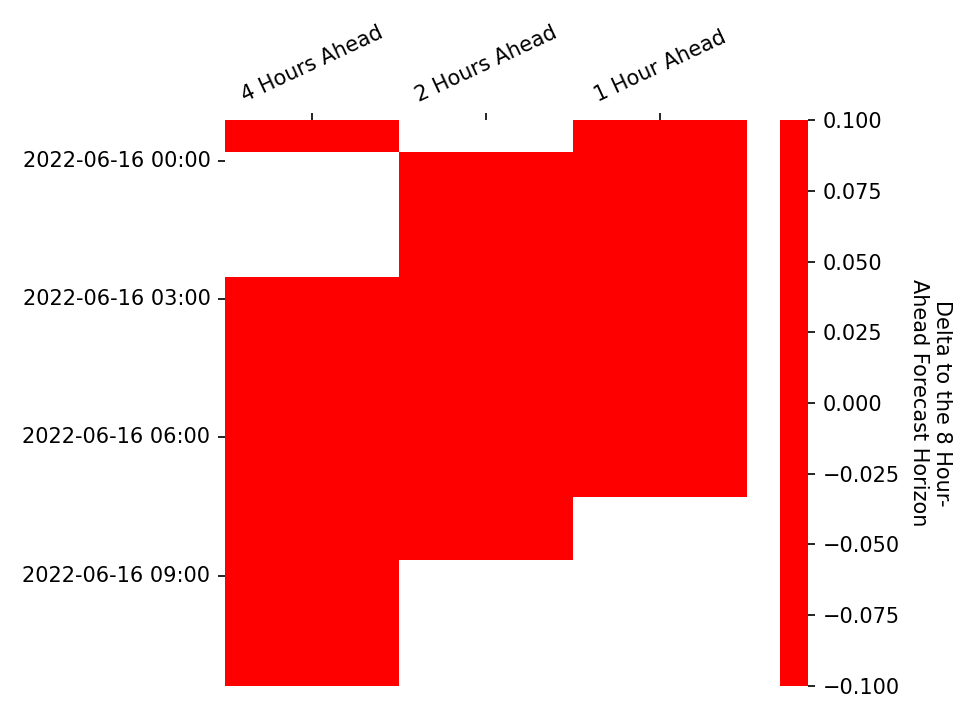 4 Hours Ahead
2 Hours Ahead
1 Hour Ahead
2022-06-16 00:00
2022-06-16 03:00
2022-06-16 06:00
2022-06-16 09:00
0.100
0.075
0.050
0.025
0.000
−0.025
−0.050
−0.075
−0.100
Delta to the 8 Hour-
Ahead Forecast Horizon